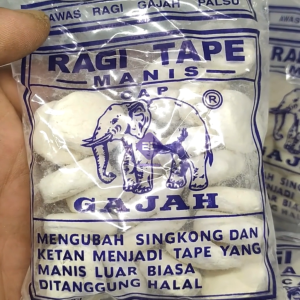 AWAS RAGI GAJAH PALSU
RAGI TAPE
MANIS
CAP
®
GAJAH
MENGUBAH SINGKONG DAN
KETAN MENJADI TAPE YANG
MANIS LUAR BIASA
DITANGGUNG HALAL